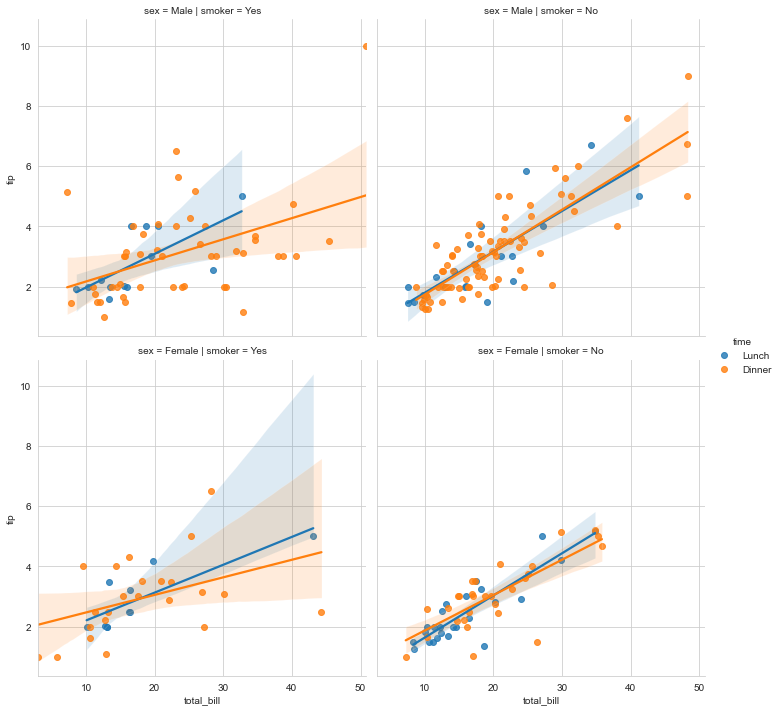 sex = Male | smoker = Yes
sex = Male | smoker = No
10
8
6
4
2
tip
sex = Female | smoker = Yes
sex = Female | smoker = No
time
Lunch
Dinner
10
8
6
4
2
tip
10 20 30 40 50
10 20 30 40 50
total_bill
total_bill